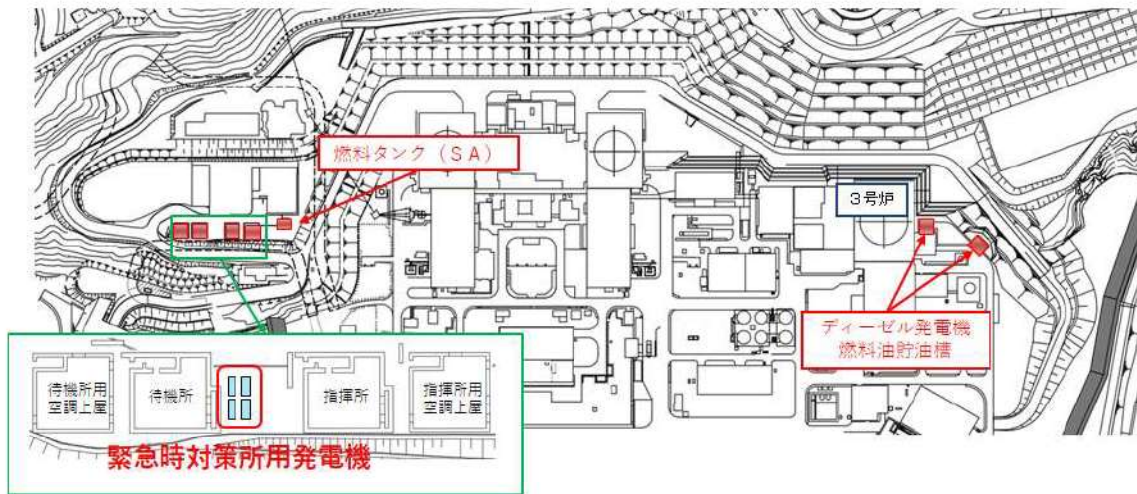 燃料タンク（ＳＡ）
３号炉
ディーゼル発電機
燃料油貯油槽
待機所用
空調上屋
待機所
指揮所
指揮所用
空調上屋
緊急時対策所用発電機